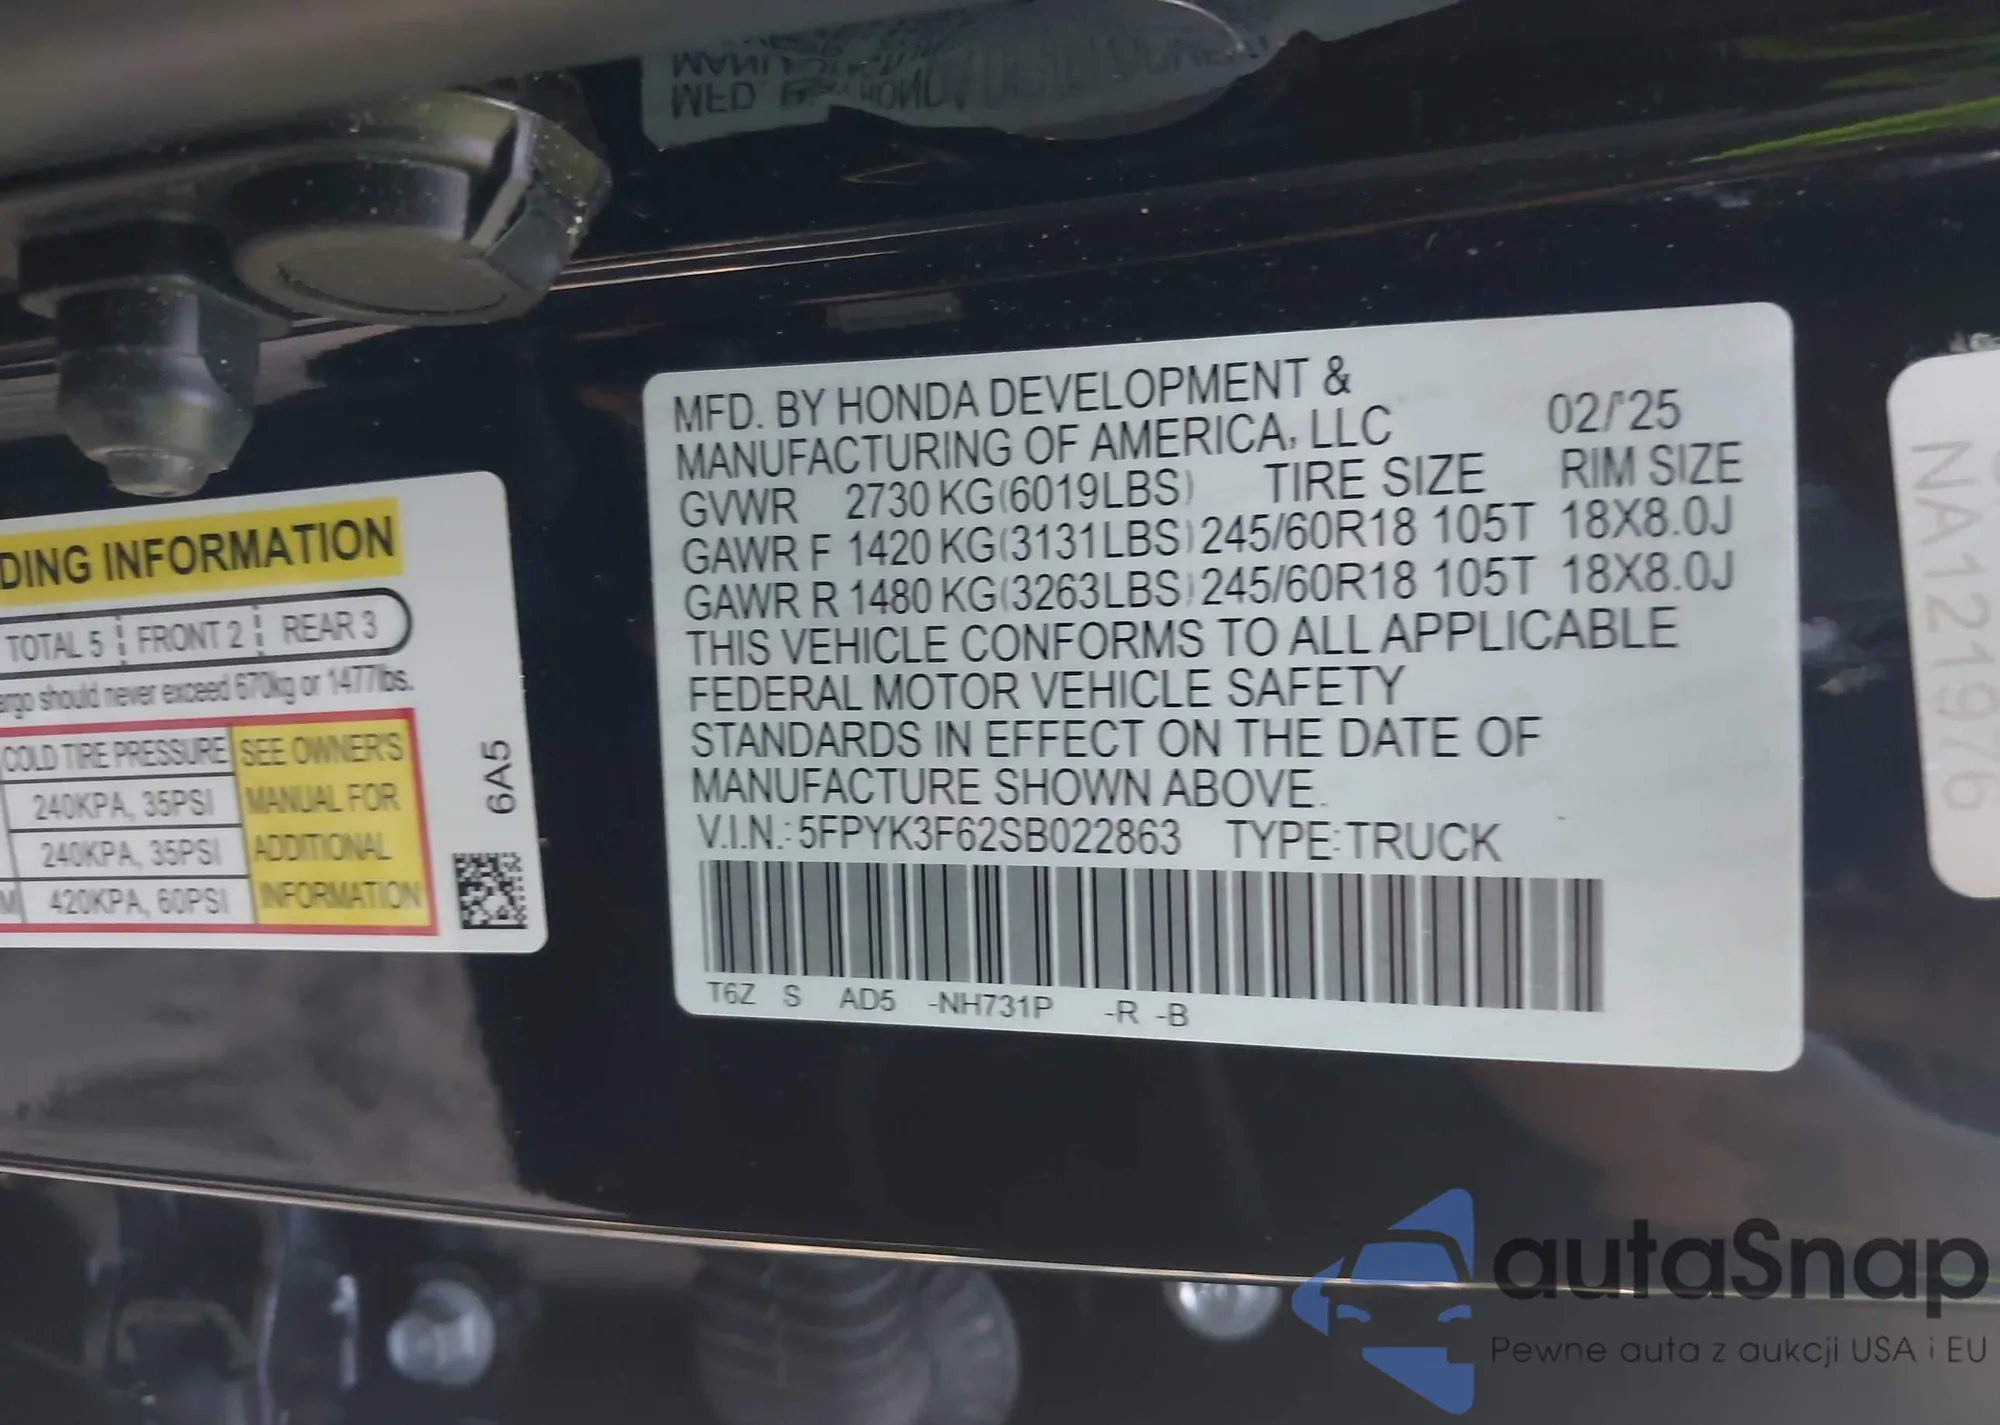 DING INFORMATION
TOTAL 5 FRONT 2 REAR 3
argo should never exceed 670kg or 1477lbs.
COLD TIRE PRESSURE
240KPA, 35PSI
240KPA, 35PSI
420KPA, 60PSI
SEE OWNER'S
MANUAL FOR
ADDITIONAL
INFORMATION
6A5
MFD. BY HONDA DEVELOPMENT &
MANUFACTURING OF AMERICA, LLC 02/'25
GVWR 2730 KG(6019LBS) TIRE SIZE RIM SIZE
GAWR F 1420 KG(3131LBS) 245/60R18 105T 18X8.0J
GAWR R 1480 KG(3263LBS) 245/60R18 105T 18X8.0J
THIS VEHICLE CONFORMS TO ALL APPLICABLE
FEDERAL MOTOR VEHICLE SAFETY
STANDARDS IN EFFECT ON THE DATE OF
MANUFACTURE SHOWN ABOVE.
V.I.N.: 5FPYK3F62SB022863 TYPE: TRUCK
T6Z S AD5 -NH731P -R -B
NA121976
autaSnap
Pewne auta z aukcji USA i EU